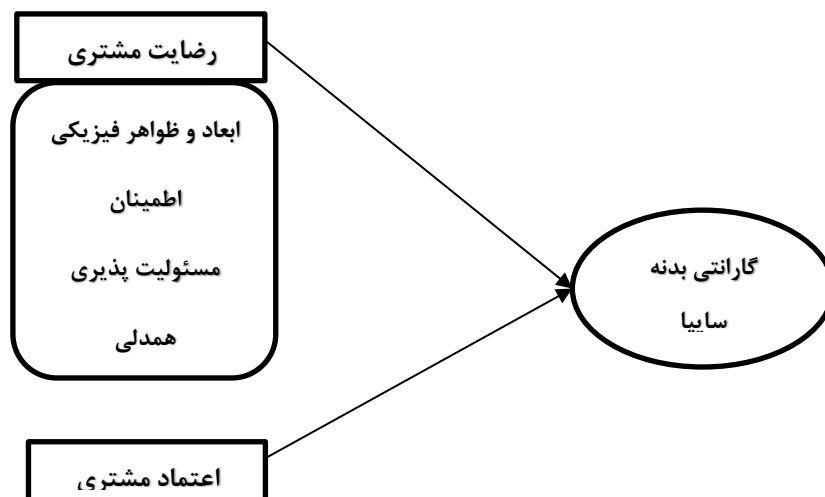 رضایت مشتری
ابعاد و ظواهر فیزیکی
اطمینان
مسئولیت پذیری
همدلی
گارانتی بدنه
سایپا
اعتماد مشتری